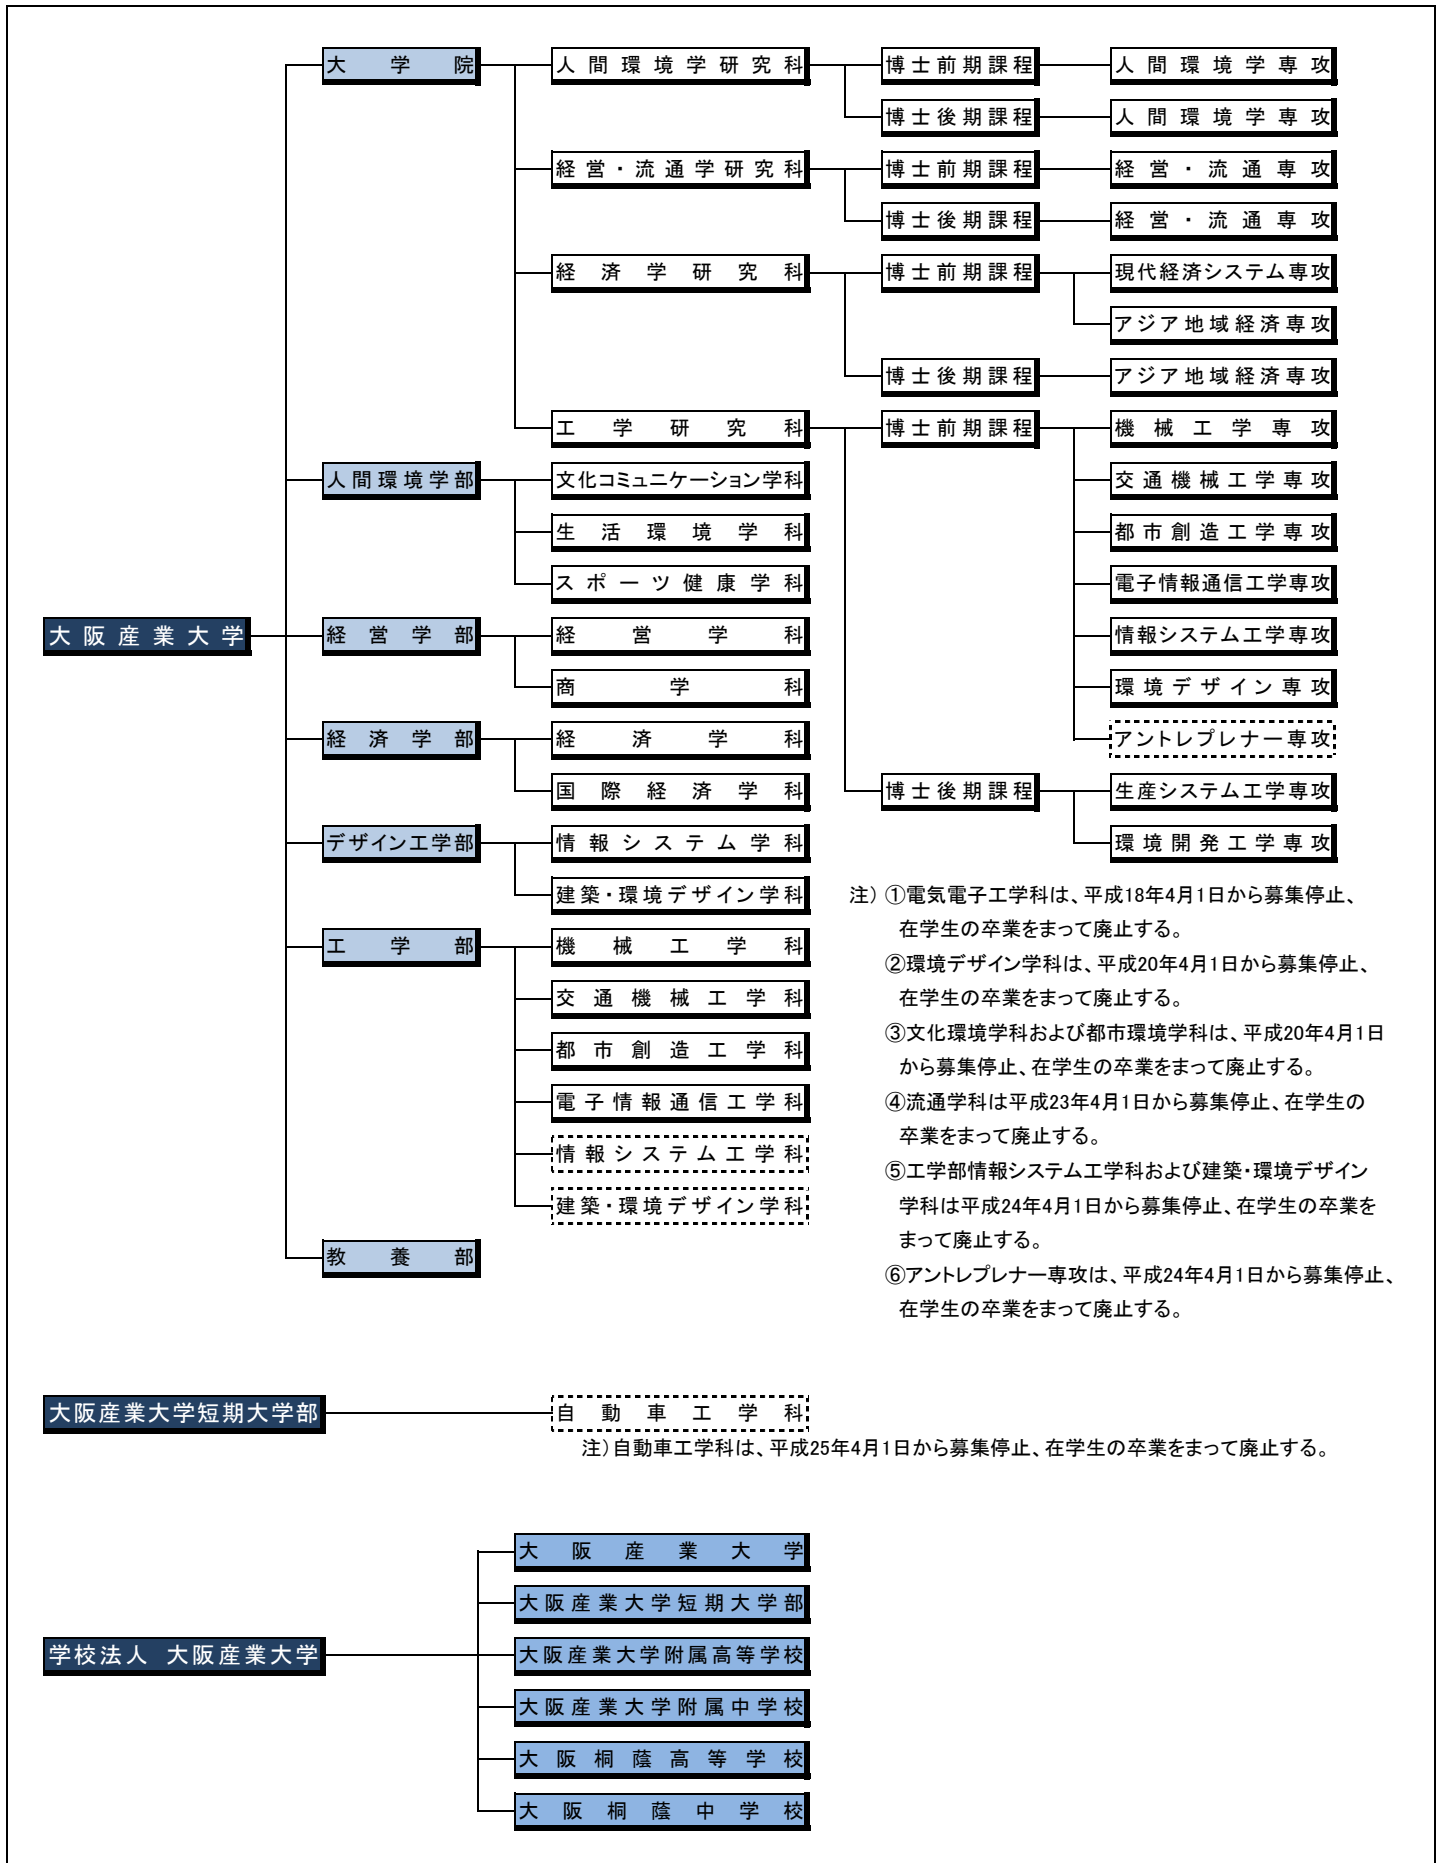 大学院 人間環境学研究科 博士前期課程 人間環境学専攻
博士後期課程 人間環境学専攻
経営・流通学研究科 博士前期課程 経営・流通専攻
博士後期課程 経営・流通専攻
経済学研究科 博士前期課程 現代経済システム専攻
アジア地域経済専攻
博士後期課程 アジア地域経済専攻
工学研究科 博士前期課程 機械工学専攻
人間環境学部 文化コミュニケーション学科 交通機械工学専攻
生活環境学科 都市創造工学専攻
スポーツ健康学科 電子情報通信工学専攻
大阪産業大学 経営学部 経営学科 情報システム工学専攻
商学科 環境デザイン専攻
経済学部 経済学科 アントレプレナー専攻
国際経済学科 博士後期課程 生産システム工学専攻
デザイン工学部 情報システム学科 環境開発工学専攻
建築・環境デザイン学科
工学部 機械工学科
交通機械工学科
都市創造工学科
電子情報通信工学科
情報システム工学科
建築・環境デザイン学科
教養部
注）①電気電子工学科は、平成18年4月1日から募集停止、
在学生の卒業をまって廃止する。
②環境デザイン学科は、平成20年4月1日から募集停止、
在学生の卒業をまって廃止する。
③文化環境学科および都市環境学科は、平成20年4月1日
から募集停止、在学生の卒業をまって廃止する。
④流通学科は平成23年4月1日から募集停止、在学生の
卒業をまって廃止する。
⑤工学部情報システム工学科および建築・環境デザイン
学科は平成24年4月1日から募集停止、在学生の卒業を
まって廃止する。
⑥アントレプレナー専攻は、平成24年4月1日から募集停止、
在学生の卒業をまって廃止する。
大阪産業大学短期大学部 自動車工学科
注）自動車工学科は、平成25年4月1日から募集停止、在学生の卒業をまって廃止する。
大阪産業大学
大阪産業大学短期大学部
学校法人 大阪産業大学 大阪産業大学附属高等学校
大阪産業大学附属中学校
大阪桐蔭高等学校
大阪桐蔭中学校